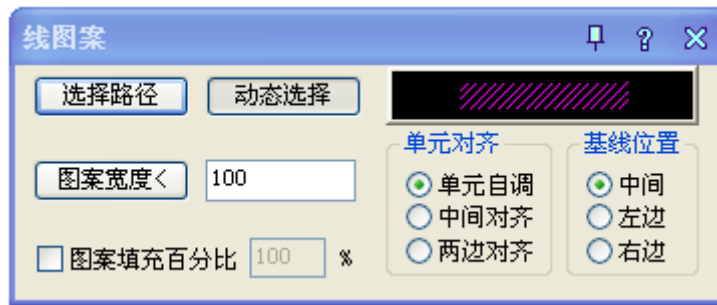 线图案
选择路径 动态选择
图案宽度< 100
图案填充百分比 100 %
单元对齐
单元自调
中间对齐
两边对齐
基线位置
中间
左边
右边